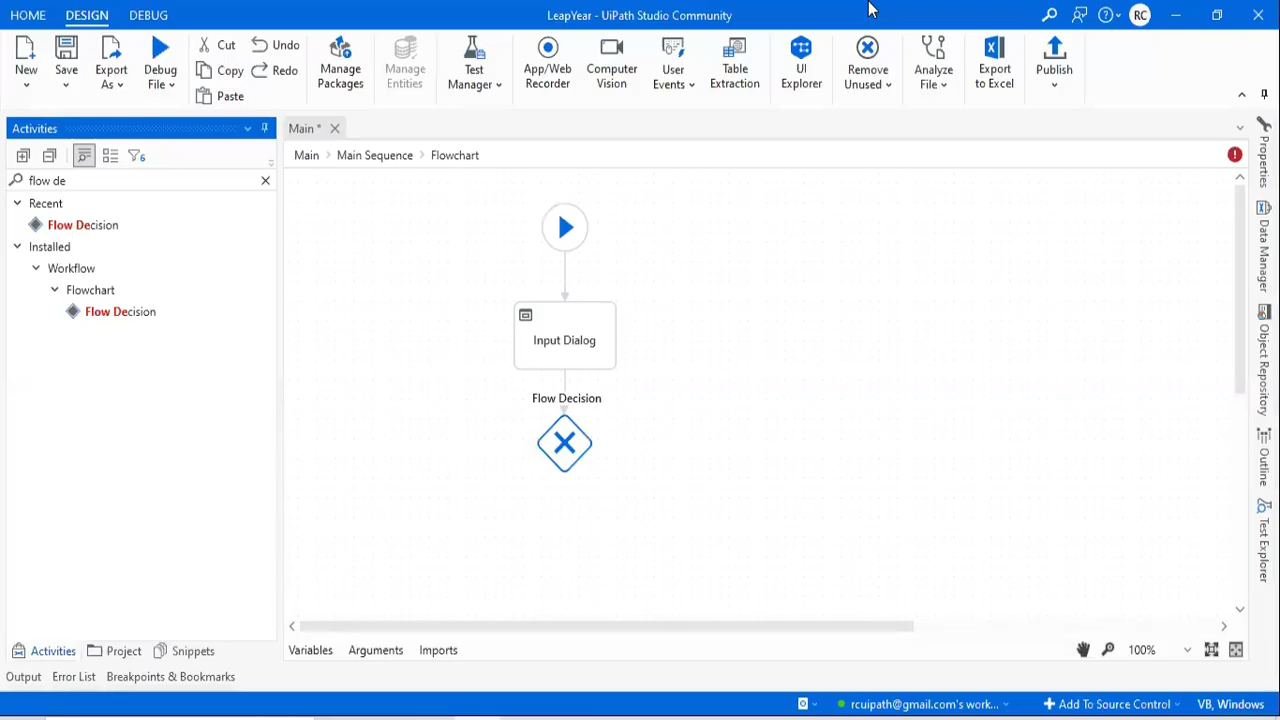 HOME DESIGN DEBUG LeapYear - UiPath Studio Community RC
New Save Export As Debug File Cut Copy Paste Undo Redo Manage Packages Manage Entities Test Manager App/Web Recorder Computer Vision User Events Table Extraction UI Explorer Remove Unused Analyze File Export to Excel Publish
Activities
flow de
Recent
Flow Decision
Installed
Workflow
Flowchart
Flow Decision
Main *
Main Main Sequence Flowchart
Input Dialog
Flow Decision
Properties
Data Manager
Object Repository
Outline
Test Explorer
Activities Project Snippets
Variables Arguments Imports 100%
Output Error List Breakpoints & Bookmarks
rcuipath@gmail.com's work... Add To Source Control VB, Windows